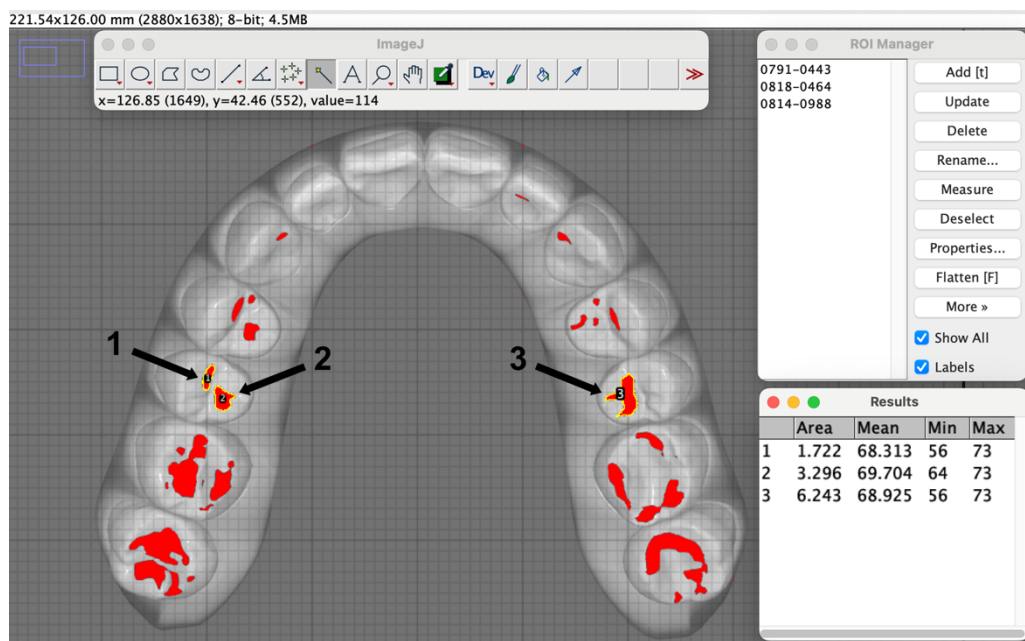 221.54x126.00 mm (2880x1638); 8-bit; 4.5MB
ImageJ
A Dev
x=126.85 (1649), y=42.46 (552), value=114
ROI Manager
0791-0443
0818-0464
0814-0988
Add [t]
Update
Delete
Rename...
Measure
Deselect
Properties...
Flatten [F]
More »
Show All
Labels
1
2
3
1
2
3
Results
Area Mean Min Max
1 1.722 68.313 56 73
2 3.296 69.704 64 73
3 6.243 68.925 56 73